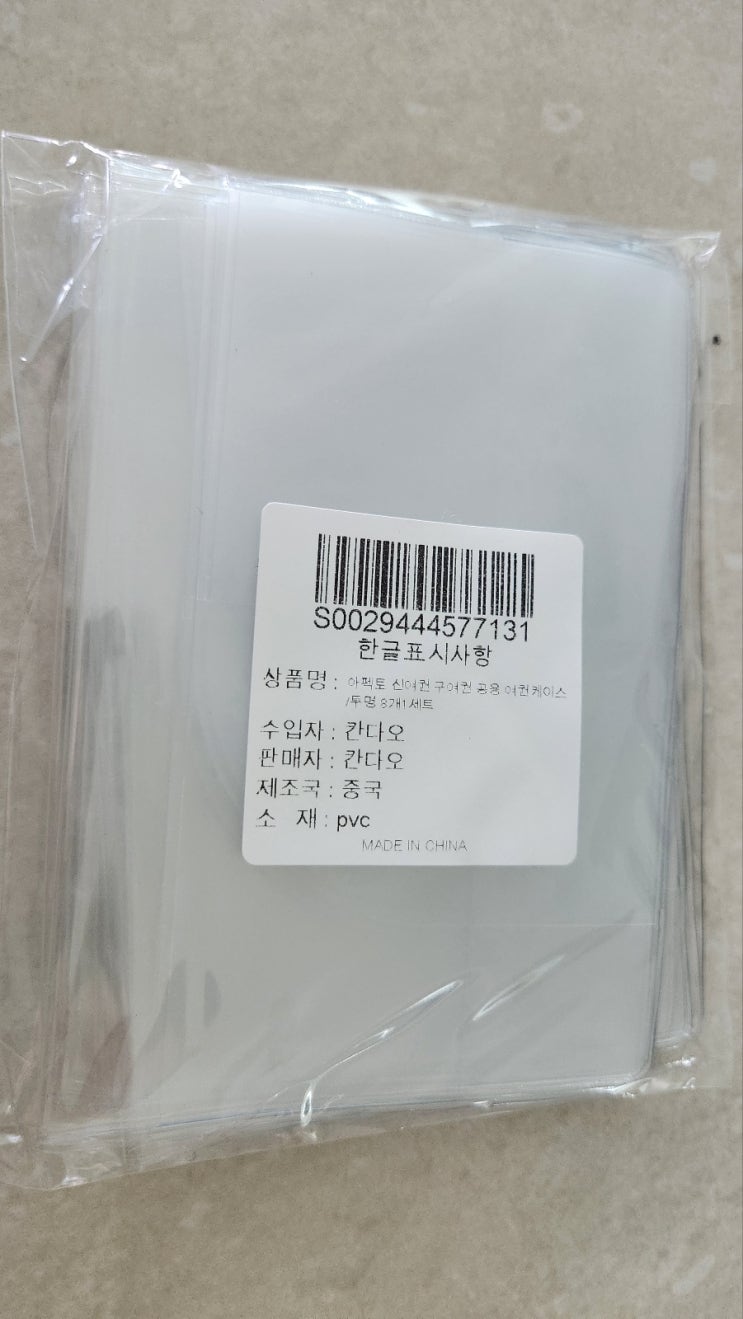 S0029444577131
한글표시사항
상품명 : 아펙토 신여권 구여권 공용 여권케이스
/투명 8개1세트
수입자 : 칸다오
판매자 : 칸다오
제조국 : 중국
소 재 : pvc
MADE IN CHINA